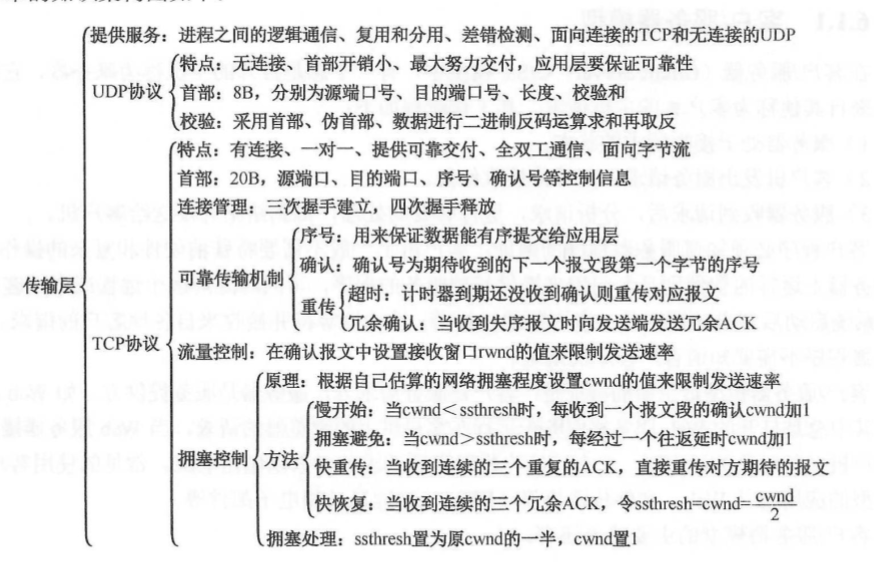 6.1.1
提供服务：进程之间的逻辑通信、复用和分用、差错检测、面向连接的TCP和无连接的UDP
特点：无连接、首部开销小、最大努力交付，应用层要保证可靠性
UDP协议
首部：8B，分别为源端口号、目的端口号、长度、校验和
校验：采用首部、伪首部、数据进行二进制反码运算求和再取反
特点：有连接、一对一、提供可靠交付、全双工通信、面向字节流
首部：20B，源端口、目的端口、序号、确认号等控制信息
连接管理：三次握手建立，四次握手释放
序号：用来保证数据能有序提交给应用层
传输层
可靠传输机制
确认：确认号为期待收到的下一个报文段第一个字节的序号
重传
超时：计时器到期还没收到确认则重传对应报文
冗余确认：当收到失序报文时向发送端发送冗余ACK
TCP协议
流量控制：在确认报文中设置接收窗口rwnd的值来限制发送速率
原理：根据自己估算的网络拥塞程度设置cwnd的值来限制发送速率
慢开始：当cwnd＜ssthresh时，每收到一个报文段的确认cwnd加1
拥塞避免：当cwnd＞ssthresh时，每经过一个往返延时cwnd加1
拥塞控制
方法
快重传：当收到连续的三个重复的ACK，直接重传对方期待的报文
快恢复：当收到连续的三个冗余ACK，令ssthresh=cwnd=cwnd/2
拥塞处理：ssthresh置为原cwnd的一半，cwnd置1